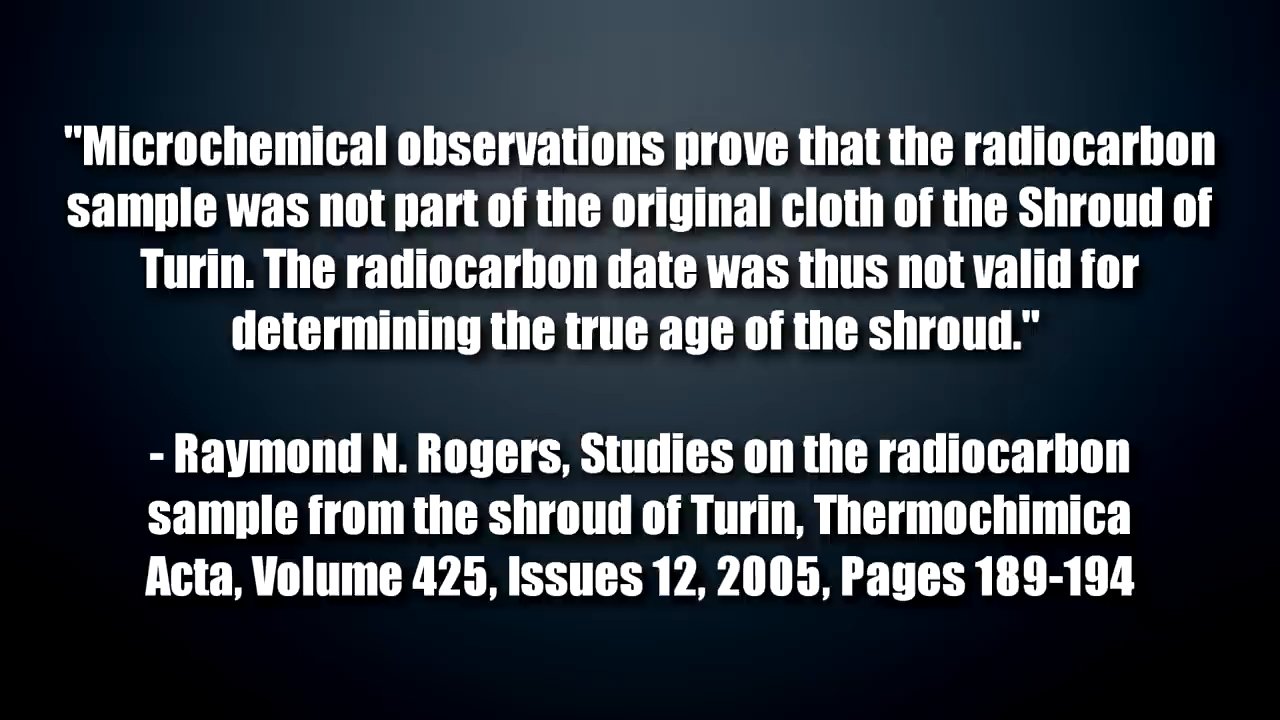 "Microchemical observations prove that the radiocarbon
sample was not part of the original cloth of the Shroud of
Turin. The radiocarbon date was thus not valid for
determining the true age of the shroud."
- Raymond N. Rogers, Studies on the radiocarbon
sample from the shroud of Turin, Thermochimica
Acta, Volume 425, Issues 12, 2005, Pages 189-194